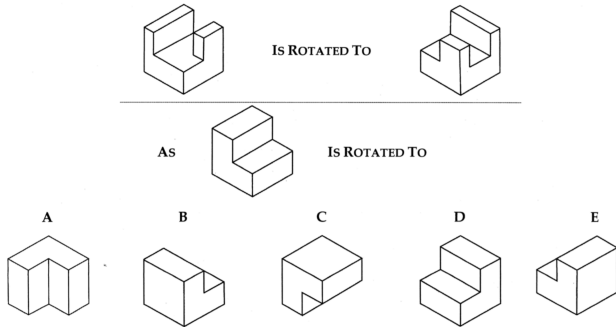 IS ROTATED TO
AS IS ROTATED TO
A B C D E